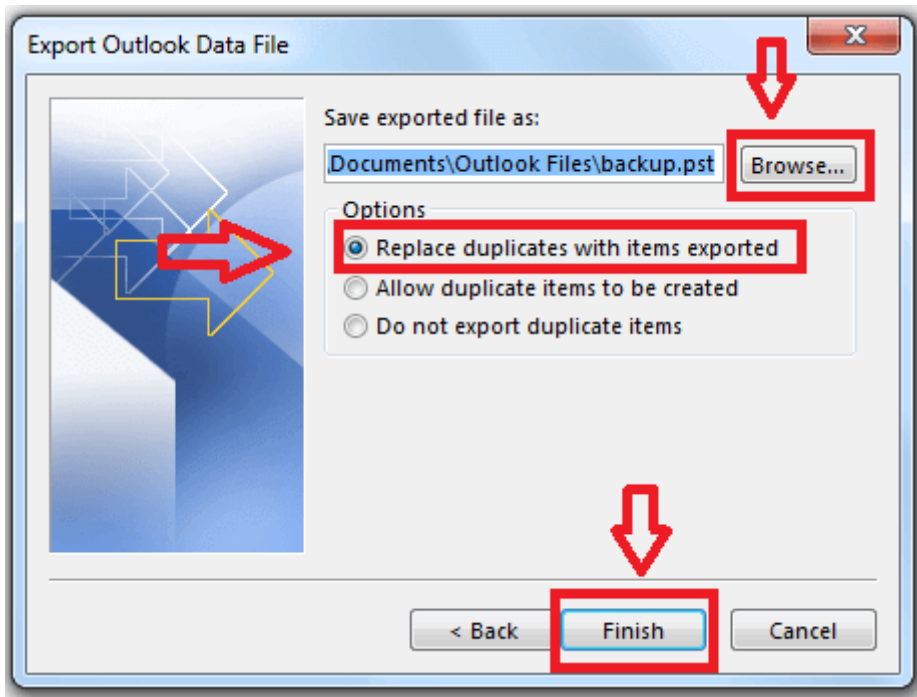 Export Outlook Data File
Save exported file as:
Documents\Outlook Files\backup.pst
Browse...
Options
Replace duplicates with items exported
Allow duplicate items to be created
Do not export duplicate items
< Back
Finish
Cancel